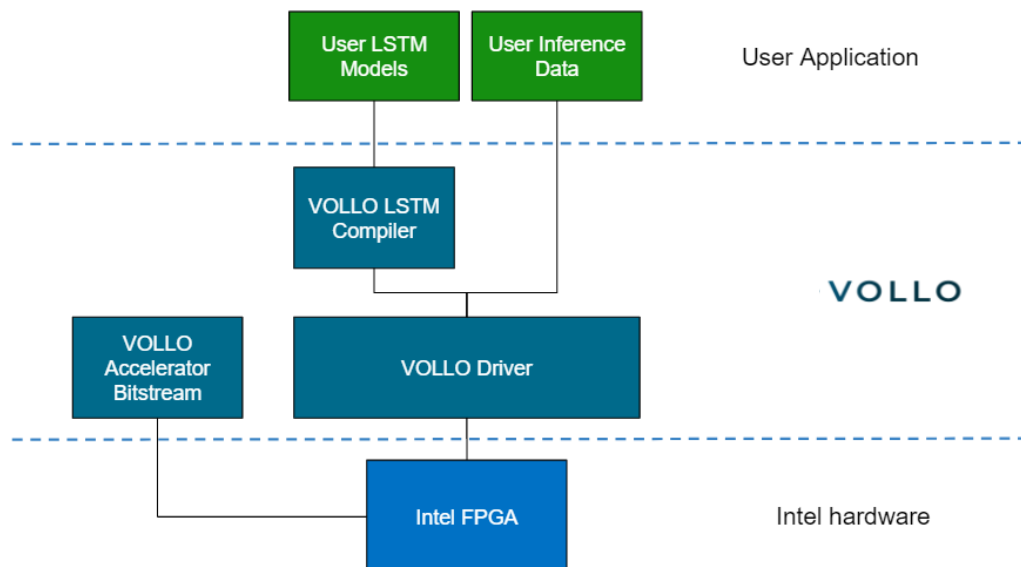 User LSTM
Models
User Inference
Data
User Application
VOLLO LSTM
Compiler
VOLLO
VOLLO
Accelerator
Bitstream
VOLLO Driver
Intel FPGA
Intel hardware